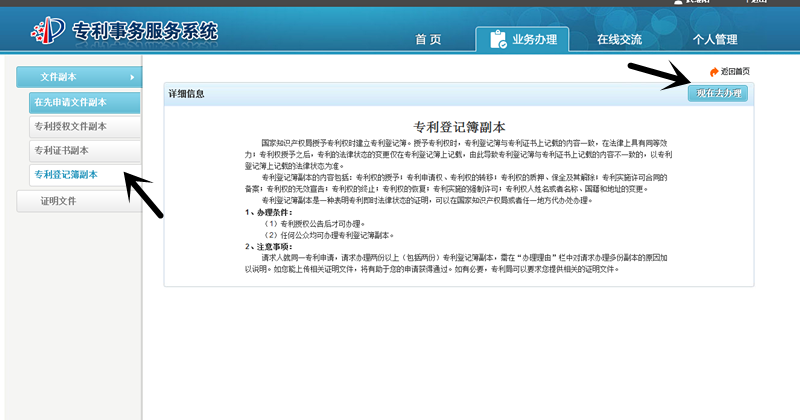 专利事务服务系统
首 页
业务办理
在线交流
个人管理
文件副本
在先申请文件副本
专利授权文件副本
专利证书副本
专利登记簿副本
证明文件
返回首页
详细信息
现在去办理
专利登记簿副本
国家知识产权局授予专利权时建立专利登记簿。授予专利权时，专利登记簿与专利证书上记载的内容一致，在法律上具有同等效
力；专利权授予之后，专利的法律状态的变更仅在专利登记簿上记载，由此导致专利登记簿与专利证书上记载的内容不一致的，以专利
登记簿上记载的法律状态为准。
专利登记簿副本的内容包括：专利权的授予；专利申请权、专利权的转移；专利权的质押、保全及其解除；专利实施许可合同的
备案；专利权的无效宣告；专利权的终止；专利权的恢复；专利实施的强制许可；专利权人姓名或者名称、国籍和地址的变更。
专利登记簿副本是一种表明专利即时法律状态的证明，可以在国家知识产权局或者任一地方代办处办理。
1、办理条件：
（1）专利授权公告后才可办理。
（2）任何公众均可办理专利登记簿副本。
2、注意事项：
请求人就同一专利申请，请求办理两份以上（包括两份）专利登记簿副本，需在“办理理由”栏中对请求办理多份副本的原因加
以说明。如您能上传相关证明文件，将有助于您的申请获得通过。如有必要，专利局可以要求您提供相关的证明文件。